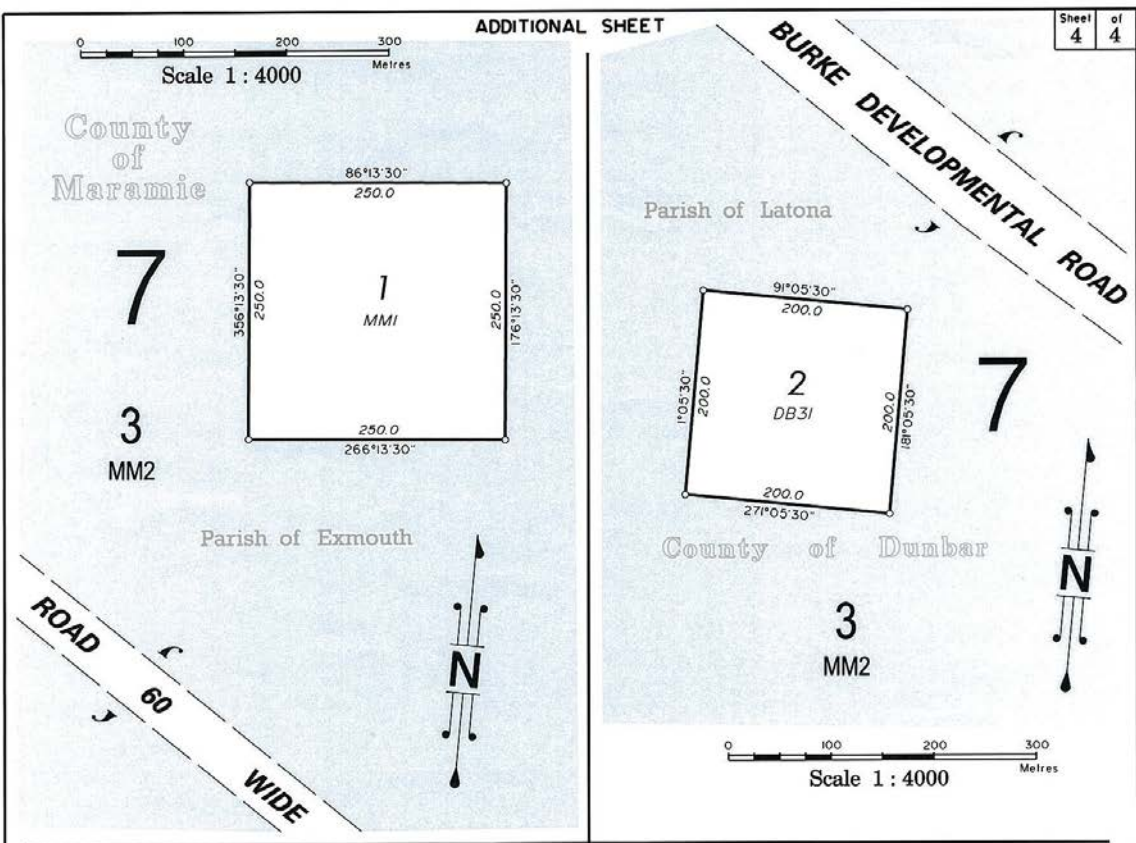 ADDITIONAL SHEET
Sheet of
4 4
0 100 200 300
Metres
Scale 1 : 4000
County
of
Maramie
86°13'30"
250.0
7
356°13'30"
250.0
1
MM1
250.0
176°13'30"
3
MM2
250.0
266°13'30"
Parish of Exmouth
ROAD 60 WIDE
N
BURKE DEVELOPMENTAL ROAD
Parish of Latona
91°05'30"
200.0
1°05'30"
200.0
2
DB31
200.0
181°05'30"
7
200.0
271°05'30"
County of Dunbar
3
MM2
N
0 100 200 300
Metres
Scale 1 : 4000